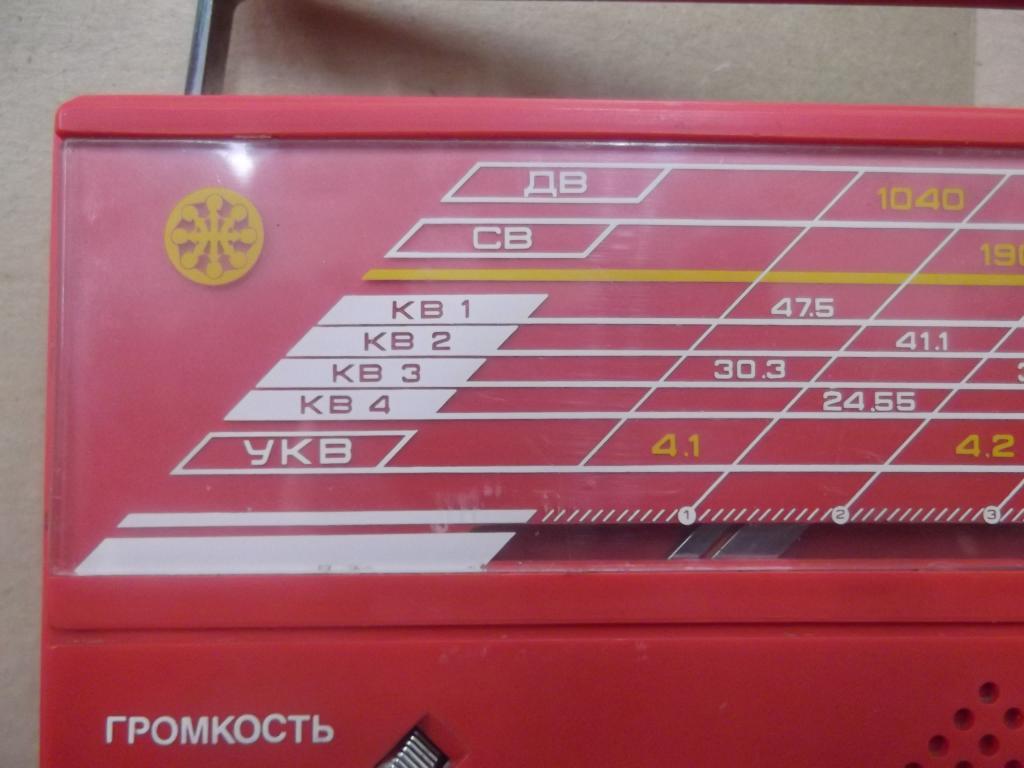 ДВ 1040
СВ
КВ 1 47.5
КВ 2 41.1
КВ 3 30.3
КВ 4 24.55
УКВ 4.1 4.2
1 2 3
ГРОМКОСТЬ